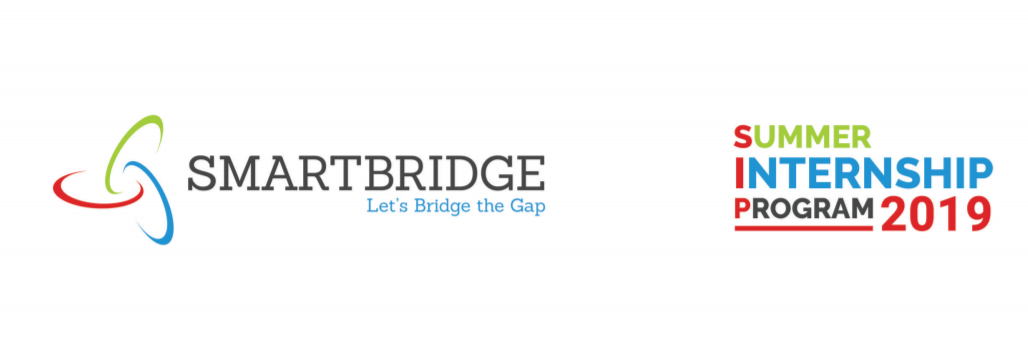 SMARTBRIDGE
Let's Bridge the Gap
SUMMER
INTERNSHIP
PROGRAM 2019